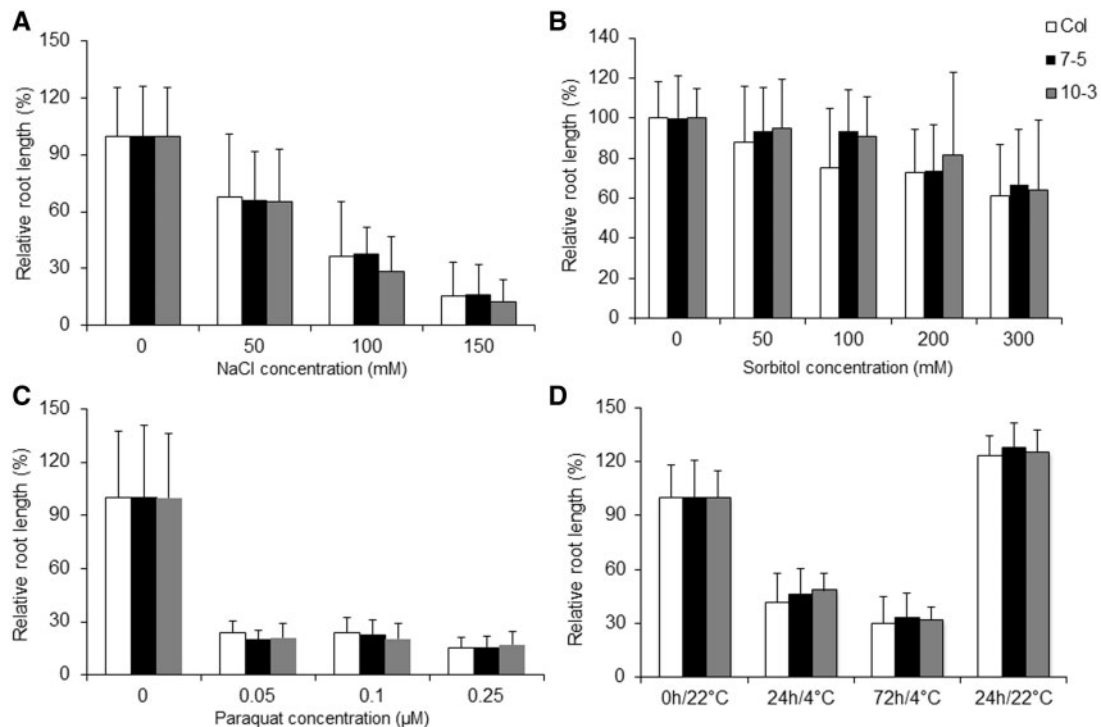 A
Relative root length (%)
150
120
90
60
30
0
0 50 100 150
NaCl concentration (mM)
B
Relative root length (%)
140
120
100
80
60
40
20
0
0 50 100 200 300
Sorbitol concentration (mM)
Col
7-5
10-3
C
Relative root length (%)
150
120
90
60
30
0
0 0.05 0.1 0.25
Paraquat concentration (µM)
D
Relative root length (%)
150
120
90
60
30
0
0h/22°C 24h/4°C 72h/4°C 24h/22°C